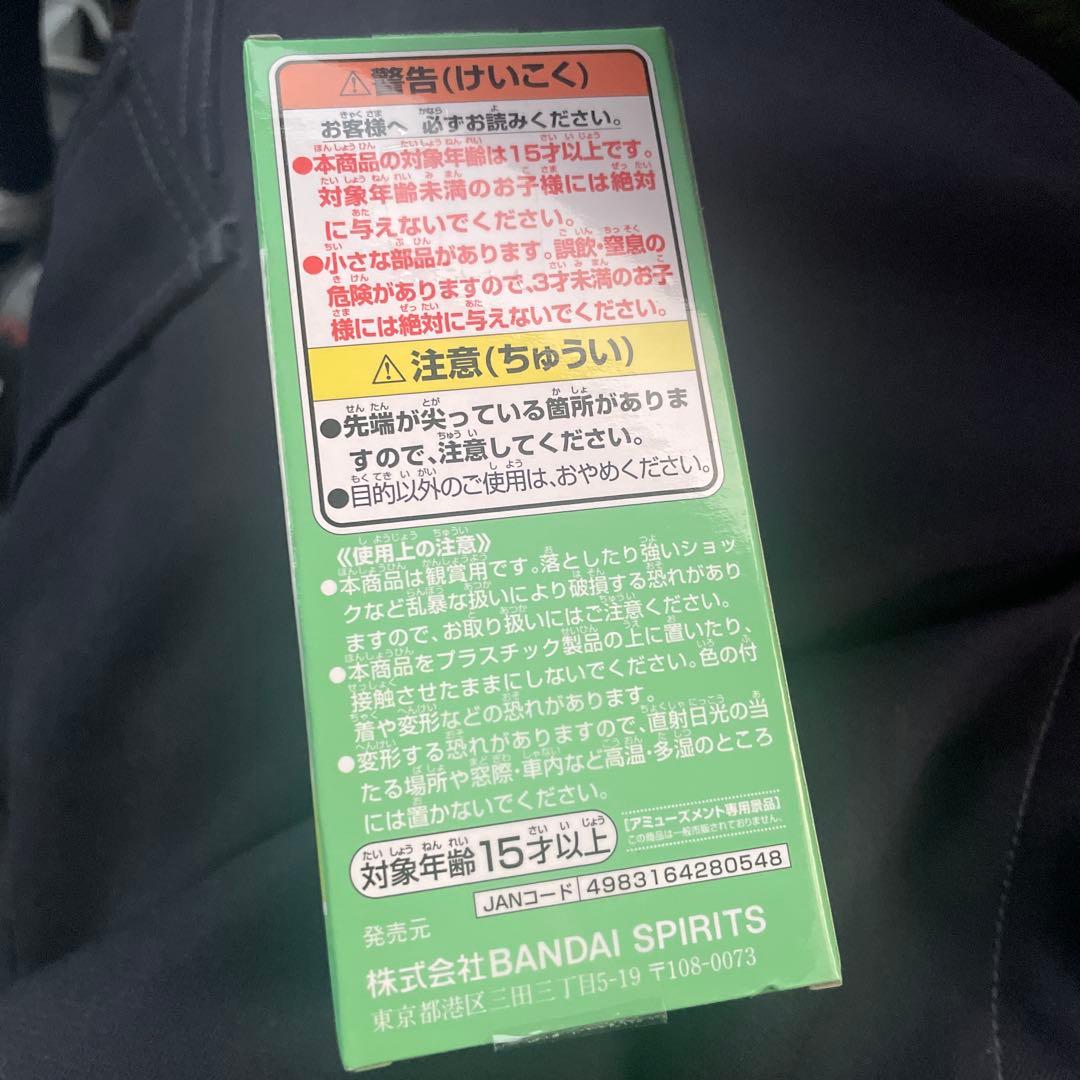 ⚠警告(けいこく)
お客様へ 必ずお読みください。
●本商品の対象年齢は15才以上です。
対象年齢未満のお子様には絶対
に与えないでください。
●小さな部品があります。誤飲・窒息の
危険がありますので、3才未満のお子
様には絶対に与えないでください。
⚠注意(ちゅうい)
●先端が尖っている箇所がありま
すので、注意してください。
●目的以外のご使用は、おやめください。
《使用上の注意》
●本商品は観賞用です。落としたり強いショッ
クなど乱暴な扱いにより破損する恐れがあり
ますので、お取り扱いにはご注意ください。
●本商品をプラスチック製品の上に置いたり、
接触させたままにしないでください。色の付
着や変形などの恐れがあります。
●変形する恐れがありますので、直射日光の当
たる場所や窓際・車内など高温・多湿のところ
には置かないでください。
対象年齢15才以上
[アミューズメント専用景品]
この商品は一般市販されておりません。
JANコード 4983164280548
発売元
株式会社BANDAI SPIRITS
東京都港区三田三丁目5-19 〒108-0073